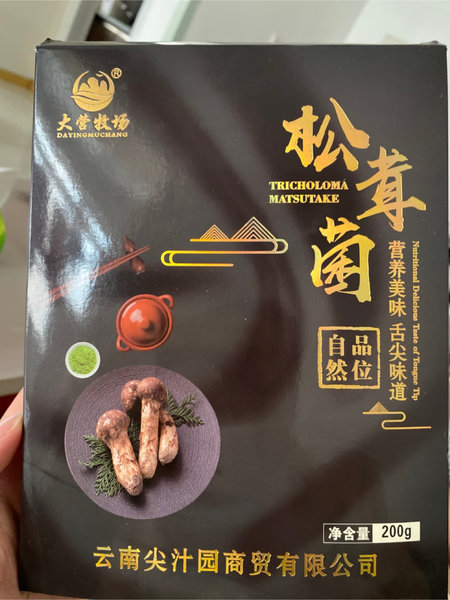 ®
大营牧场
DAYINGMUCHANG
松茸菌
TRICHOLOMA
MATSUTAKE
营养美味 舌尖味道
Nutritional Delicious Taste of Tongue Tip
自然
品位
净含量 200g
云南尖汁园商贸有限公司